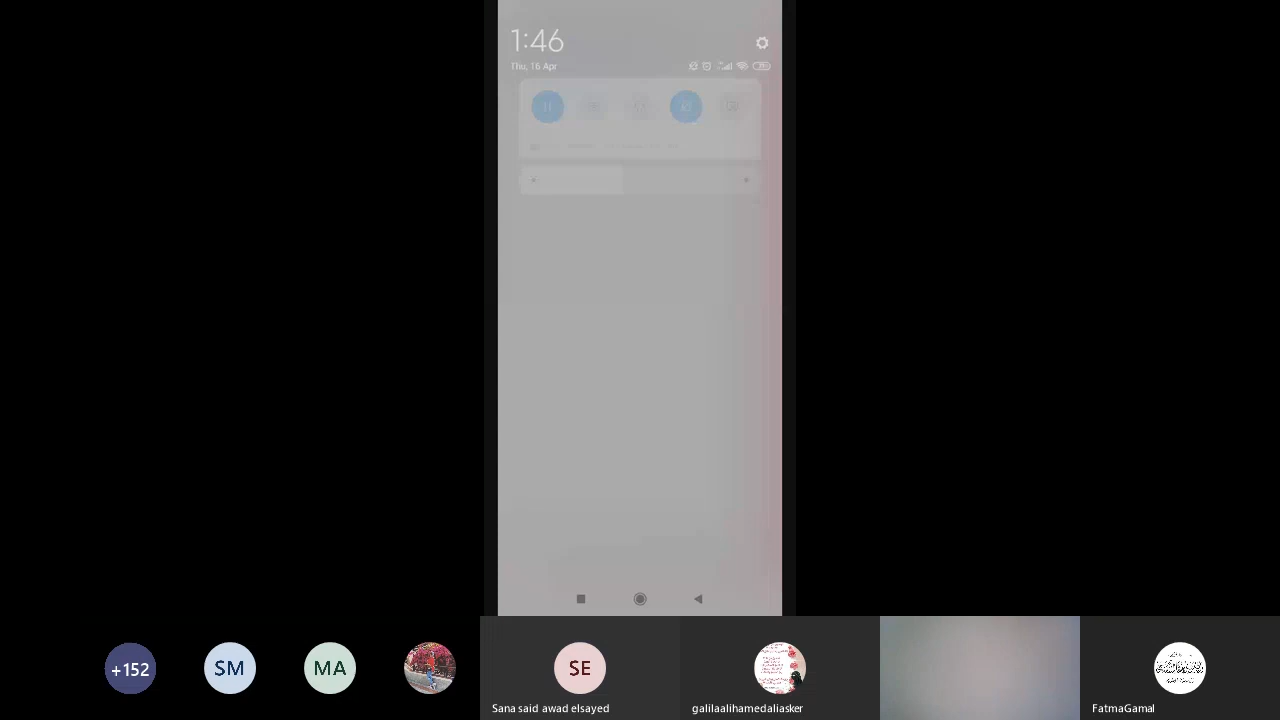 1:46
Thu, 16 Apr
+152
SM
MA
SE
Sana said awad elsayed
galilaalihamedaliasker
FatmaGamal